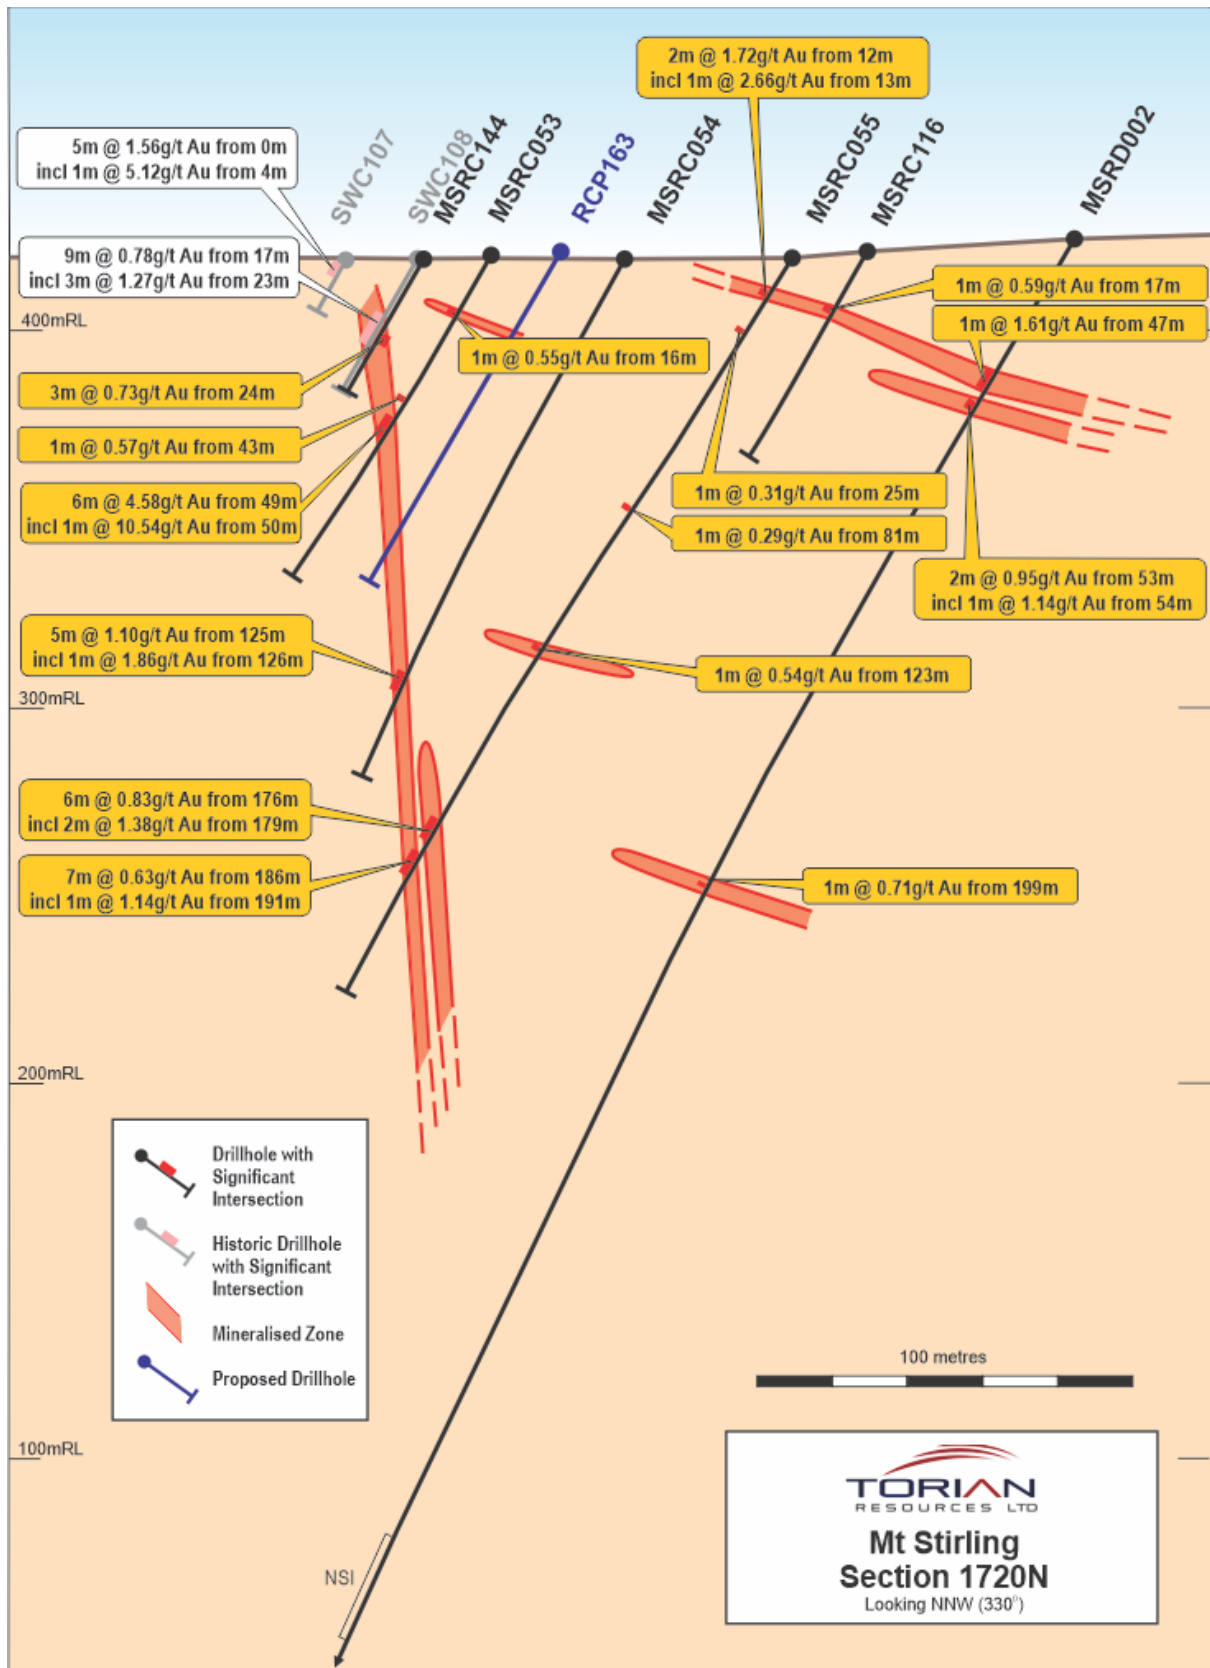 2m @ 1.72g/t Au from 12m
incl 1m @ 2.66g/t Au from 13m
5m @ 1.56g/t Au from 0m
incl 1m @ 5.12g/t Au from 4m
SWC107
SWC108
MSRC144
MSRC053
RCP163
MSRC054
MSRC055
MSRC116
MSRD002
9m @ 0.78g/t Au from 17m
incl 3m @ 1.27g/t Au from 23m
1m @ 0.59g/t Au from 17m
1m @ 1.61g/t Au from 47m
400mRL
1m @ 0.55g/t Au from 16m
3m @ 0.73g/t Au from 24m
1m @ 0.57g/t Au from 43m
6m @ 4.58g/t Au from 49m
incl 1m @ 10.54g/t Au from 50m
1m @ 0.31g/t Au from 25m
1m @ 0.29g/t Au from 81m
2m @ 0.95g/t Au from 53m
incl 1m @ 1.14g/t Au from 54m
5m @ 1.10g/t Au from 125m
incl 1m @ 1.86g/t Au from 126m
1m @ 0.54g/t Au from 123m
300mRL
6m @ 0.83g/t Au from 176m
incl 2m @ 1.38g/t Au from 179m
7m @ 0.63g/t Au from 186m
incl 1m @ 1.14g/t Au from 191m
1m @ 0.71g/t Au from 199m
200mRL
Drillhole with
Significant
Intersection
Historic Drillhole
with Significant
Intersection
Mineralised Zone
Proposed Drillhole
100 metres
100mRL
NSI
TORIAN
RESOURCES LTD
Mt Stirling
Section 1720N
Looking NNW (330°)